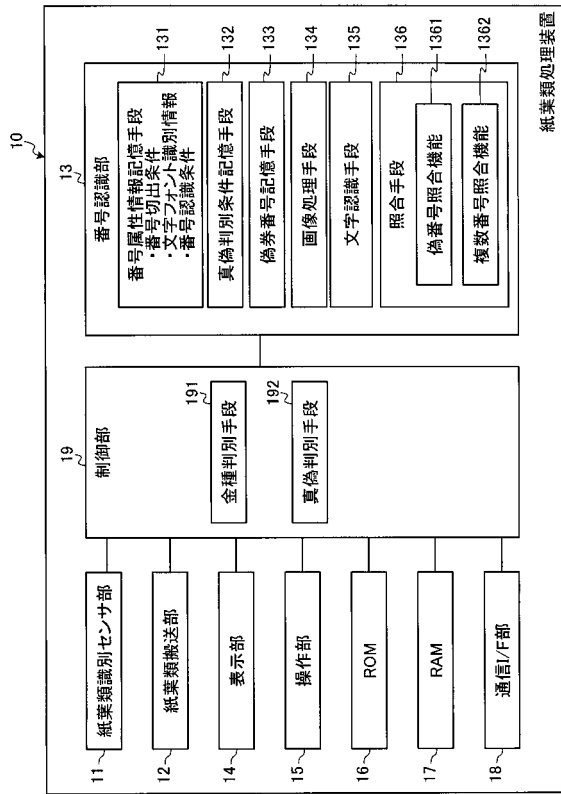 10
紙葉類処理装置
11
紙葉類識別センサ部
12
紙葉類搬送部
14
表示部
15
操作部
16
ROM
17
RAM
18
通信I/F部
19
制御部
191
金種判別手段
192
真偽判別手段
13
番号認識部
番号属性情報記憶手段
・番号切出条件
・文字フォント識別情報
・番号認識条件
131
真偽判別条件記憶手段
132
偽券番号記憶手段
133
画像処理手段
134
文字認識手段
135
照合手段
136
偽番号照合機能
1361
複数番号照合機能
1362